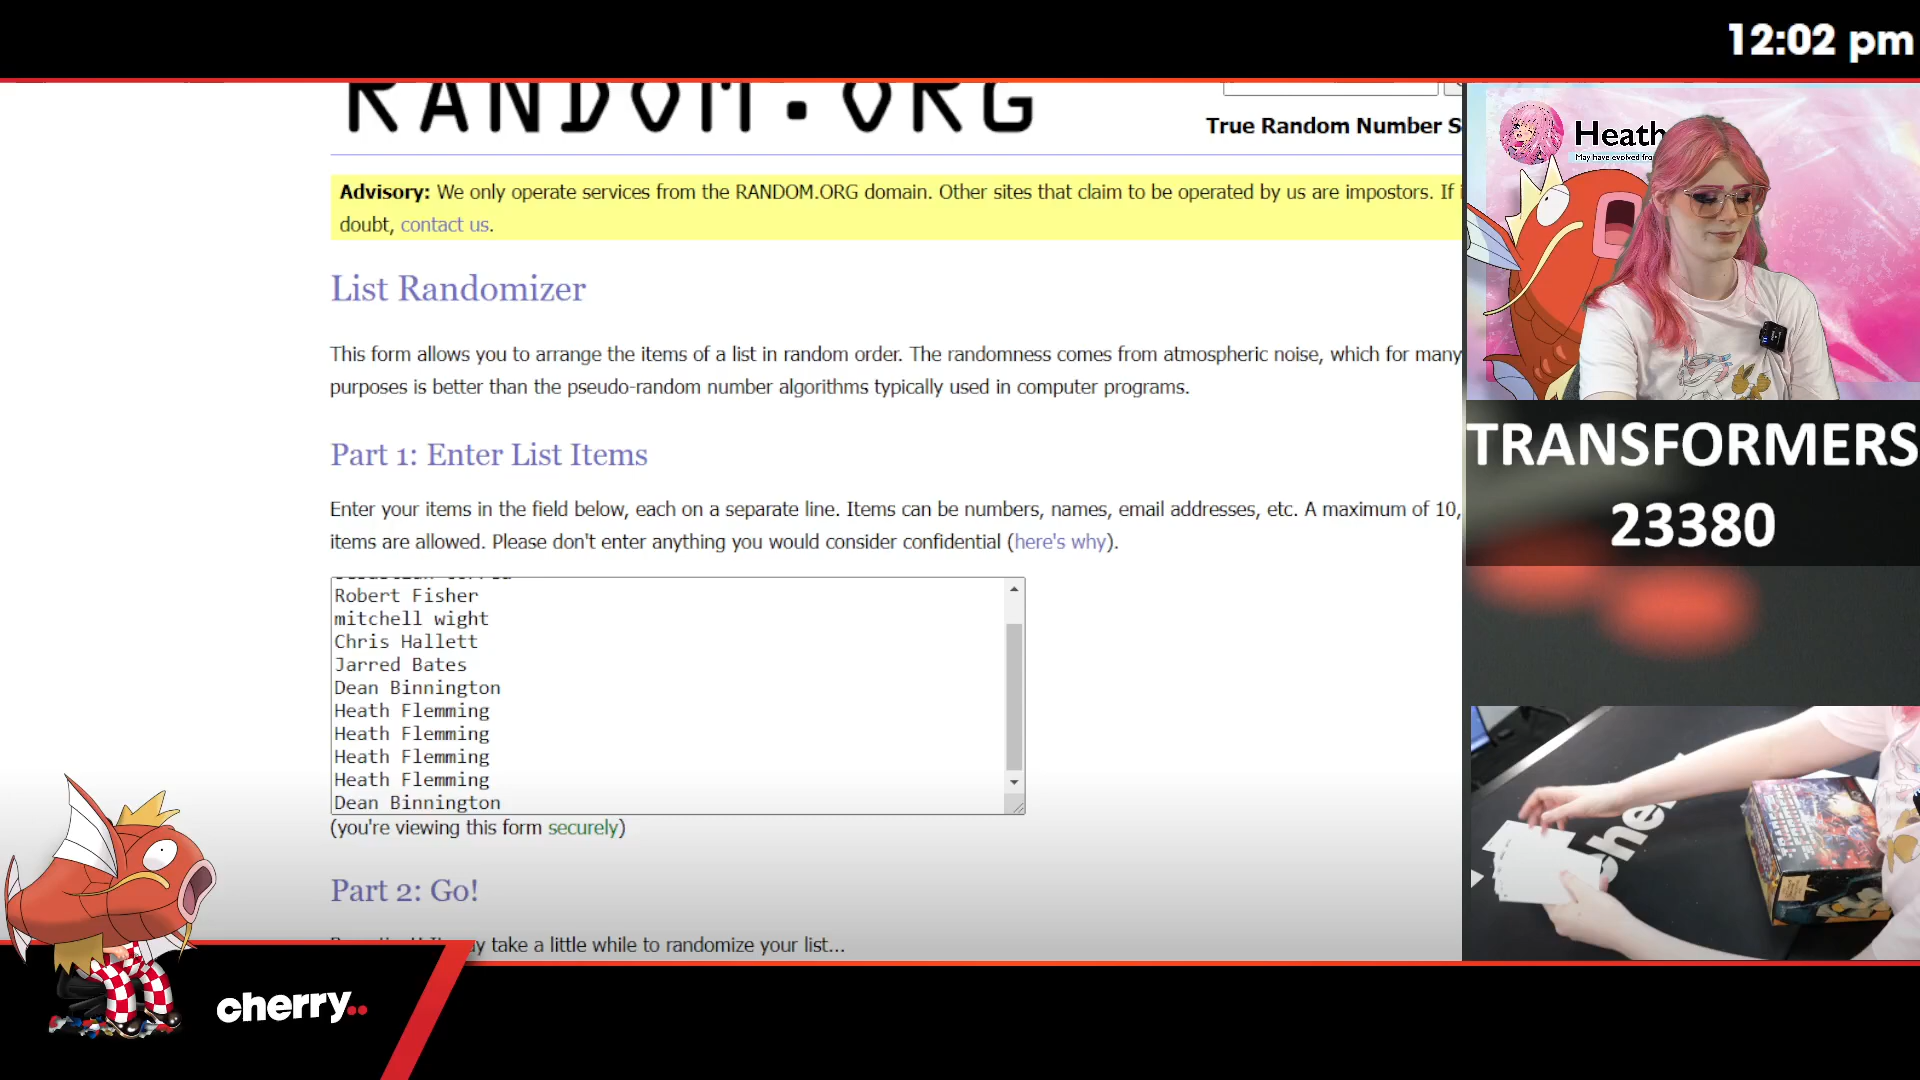 12:02 pm
RANDOM.ORG
True Random Number S
Advisory: We only operate services from the RANDOM.ORG domain. Other sites that claim to be operated by us are impostors. If
doubt, contact us.
Heath
May have evolved fro
List Randomizer
This form allows you to arrange the items of a list in random order. The randomness comes from atmospheric noise, which for many
purposes is better than the pseudo-random number algorithms typically used in computer programs.
TRANSFORMERS
23380
Part 1: Enter List Items
Enter your items in the field below, each on a separate line. Items can be numbers, names, email addresses, etc. A maximum of 10,
items are allowed. Please don't enter anything you would consider confidential (here's why).
Robert Fisher
mitchell wight
Chris Hallett
Jarred Bates
Dean Binnington
Heath Flemming
Heath Flemming
Heath Flemming
Heath Flemming
Dean Binnington
(you're viewing this form securely)
Part 2: Go!
take a little while to randomize your list...
che
cherry..